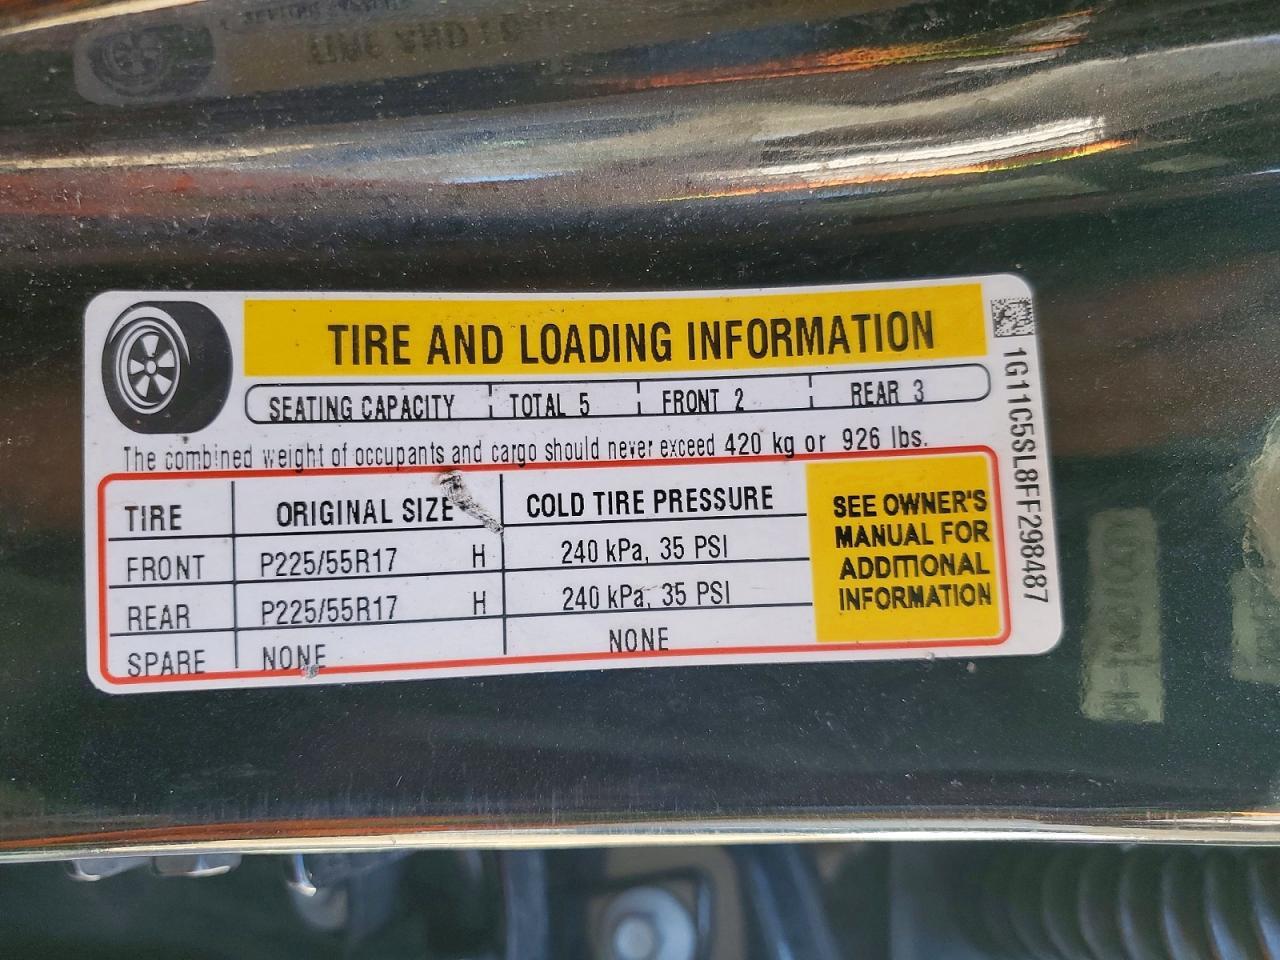 TIRE AND LOADING INFORMATION
SEATING CAPACITY TOTAL 5 FRONT 2 REAR 3
The combined weight of occupants and cargo should never exceed 420 kg or 926 lbs.
TIRE ORIGINAL SIZE COLD TIRE PRESSURE
FRONT P225/55R17 H 240 kPa, 35 PSI
REAR P225/55R17 H 240 kPa, 35 PSI
SPARE NONE NONE
SEE OWNER'S
MANUAL FOR
ADDITIONAL
INFORMATION
1G11C5SL8FF298487